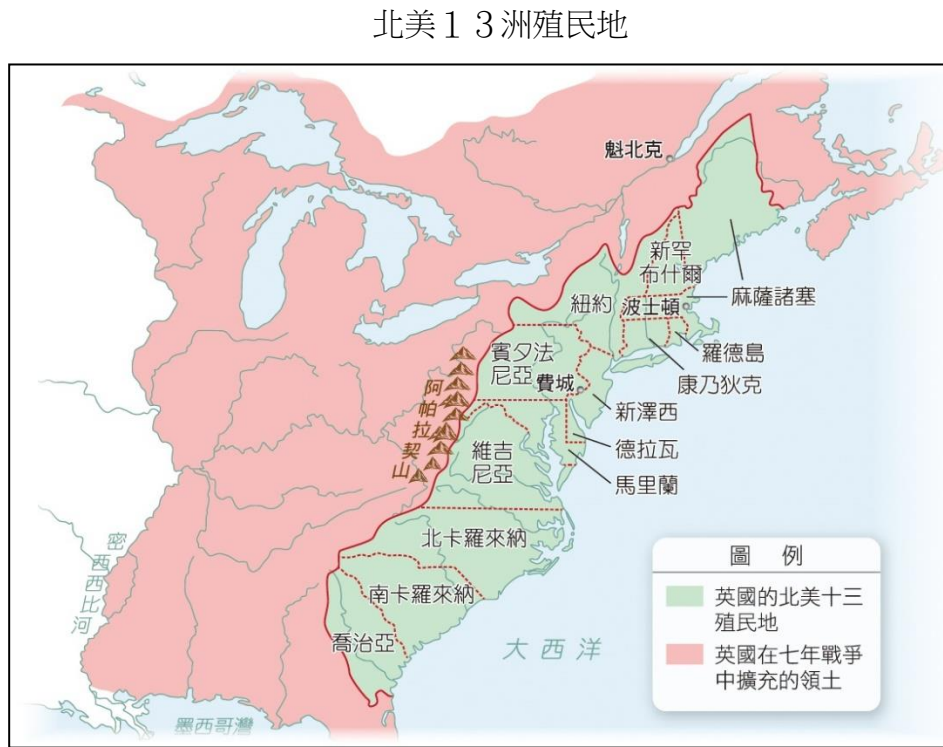 北美１３洲殖民地
魁北克
新罕
布什爾
麻薩諸塞
紐約
波士頓
羅德島
康乃狄克
賓夕法
尼亞
費城
新澤西
阿帕拉契山
維吉
尼亞
德拉瓦
馬里蘭
北卡羅來納
南卡羅來納
喬治亞
密西西比河
大西洋
墨西哥灣
圖 例
英國的北美十三
殖民地
英國在七年戰爭
中擴充的領土